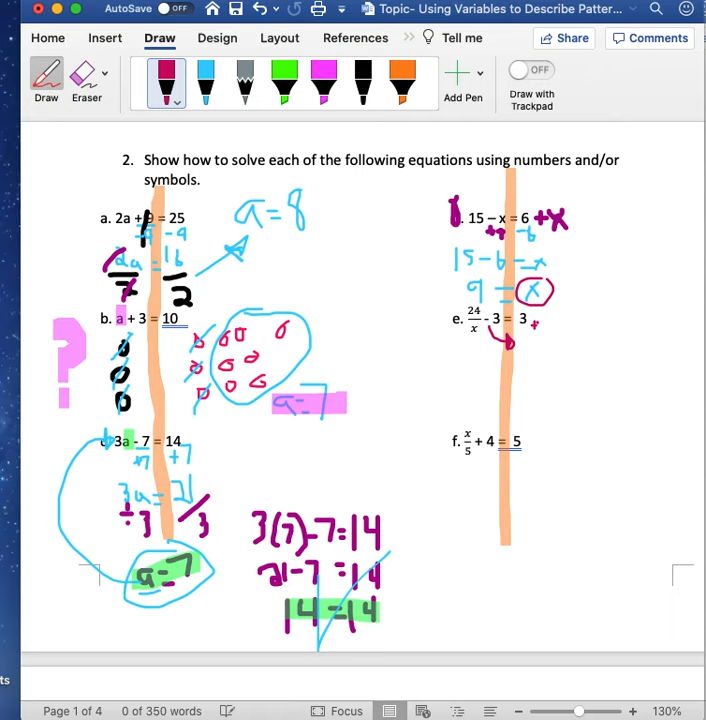 AutoSave OFF Topic- Using Variables to Describe Patter...
Home Insert Draw Design Layout References Tell me Share Comments
Draw Eraser Add Pen Draw with Trackpad OFF
2. Show how to solve each of the following equations using numbers and/or
symbols.
a. 2a + 9 = 25
-9 -9
2a = 16
2 2
a = 8
b. a + 3 = 10
?
a = 7
3a - 7 = 14
+7 +7
3a = 21
÷3 /3
a = 7
3(7) - 7 = 14
21 - 7 = 14
14 = 14
15 – x = 6 + x
-6
15 - 6 = x
9 = x
e. 24/x - 3 = 3 +
f. x/5 + 4 = 5
ts
Page 1 of 4 0 of 350 words Focus 130%